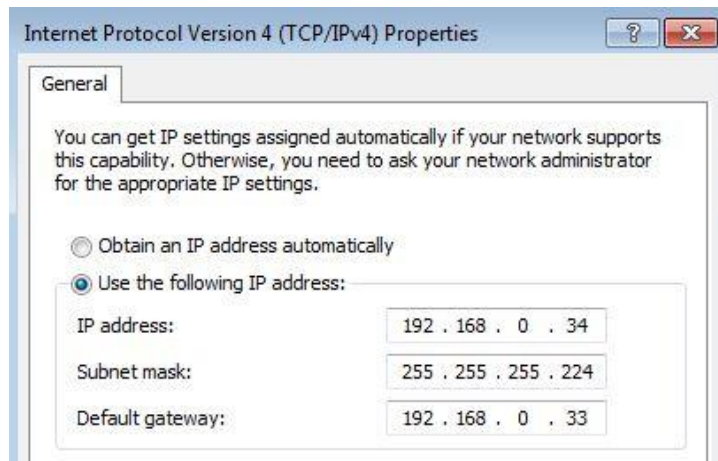 Internet Protocol Version 4 (TCP/IPv4) Properties
General
You can get IP settings assigned automatically if your network supports
this capability. Otherwise, you need to ask your network administrator
for the appropriate IP settings.
Obtain an IP address automatically
Use the following IP address:
IP address: 192 . 168 . 0 . 34
Subnet mask: 255 . 255 . 255 . 224
Default gateway: 192 . 168 . 0 . 33